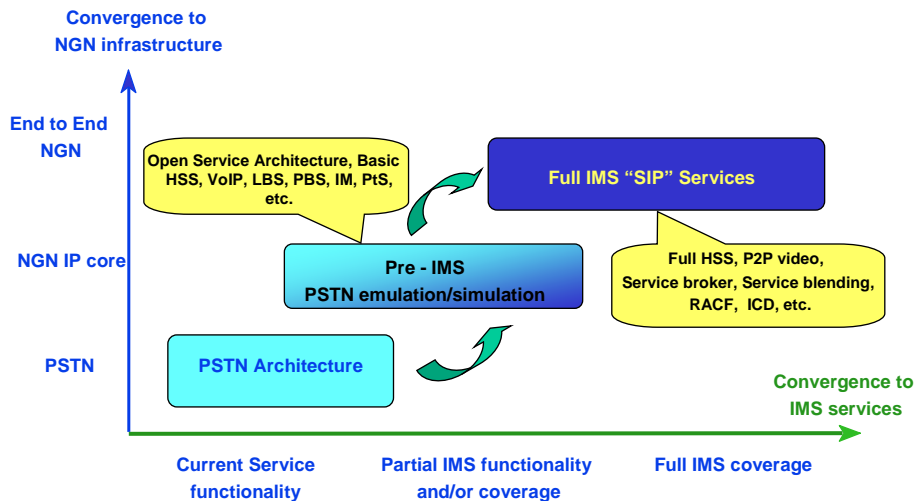 Convergence to
NGN infrastructure
End to End
NGN
Open Service Architecture, Basic
HSS, VoIP, LBS, PBS, IM, PtS,
etc.
Full IMS “SIP” Services
NGN IP core
Pre - IMS
PSTN emulation/simulation
Full HSS, P2P video,
Service broker, Service blending,
RACF, ICD, etc.
PSTN
PSTN Architecture
Convergence to
IMS services
Current Service
functionality
Partial IMS functionality
and/or coverage
Full IMS coverage